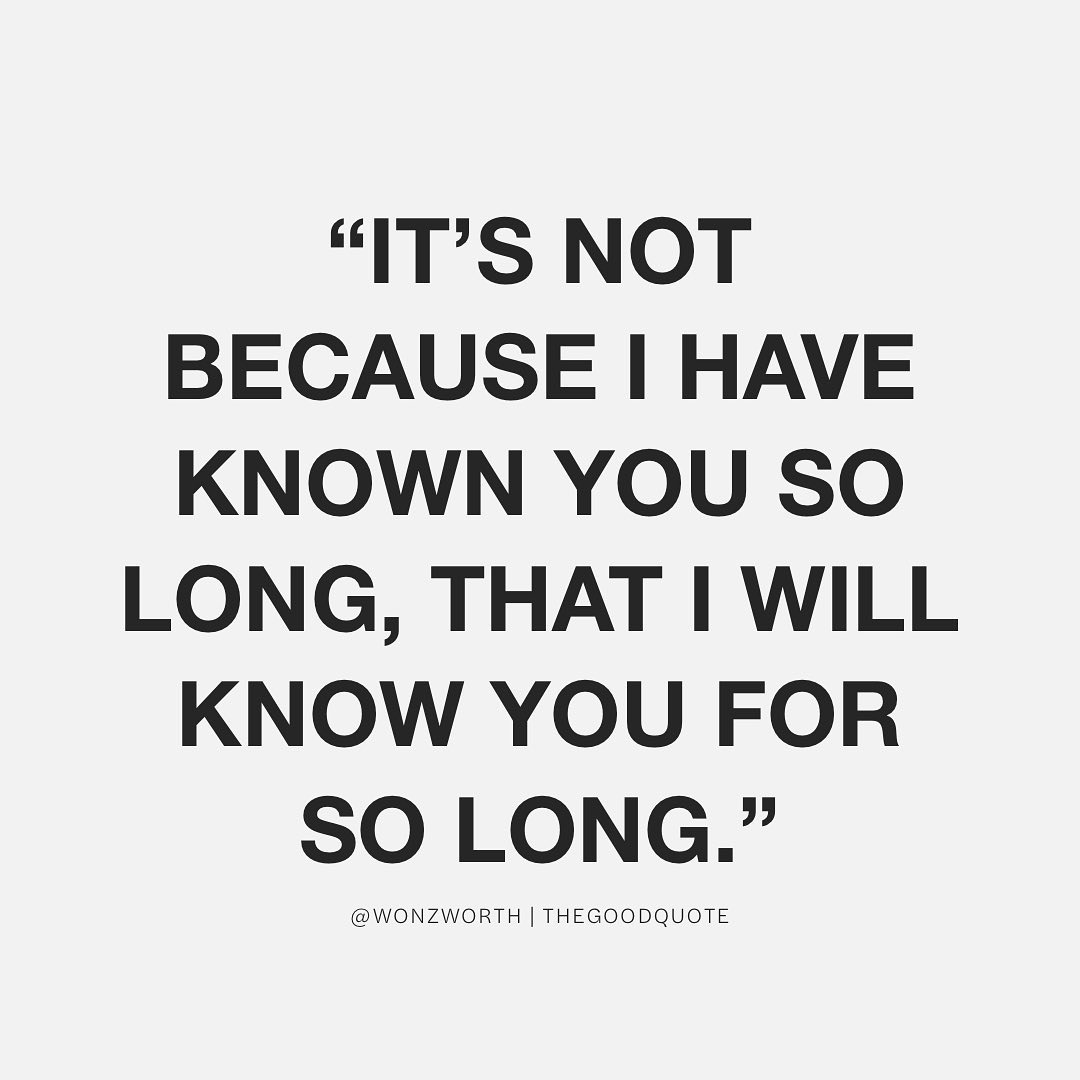 “IT’S NOT
BECAUSE I HAVE
KNOWN YOU SO
LONG, THAT I WILL
KNOW YOU FOR
SO LONG.”
@WONZWORTH | THEGOODQUOTE